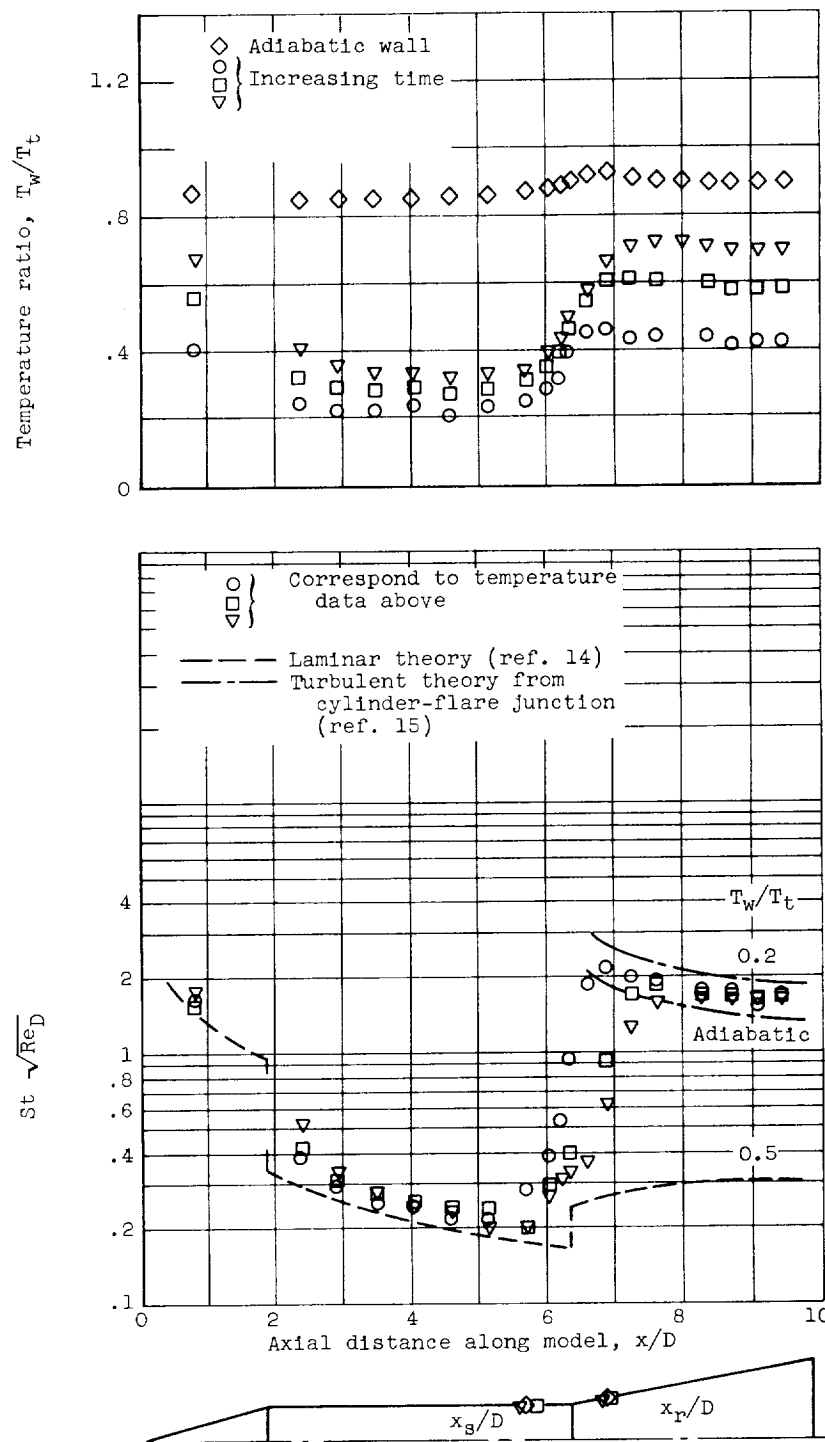 Temperature ratio, T_w/T_t
1.2
.8
.4
0
Adiabatic wall
Increasing time
St √Re_D
Correspond to temperature
data above
Laminar theory (ref. 14)
Turbulent theory from
cylinder-flare junction
(ref. 15)
4
2
1
.8
.6
.4
.2
.1
T_w/T_t
0.2
Adiabatic
0.5
0 2 4 6 8 10
Axial distance along model, x/D
x_s/D
x_r/D